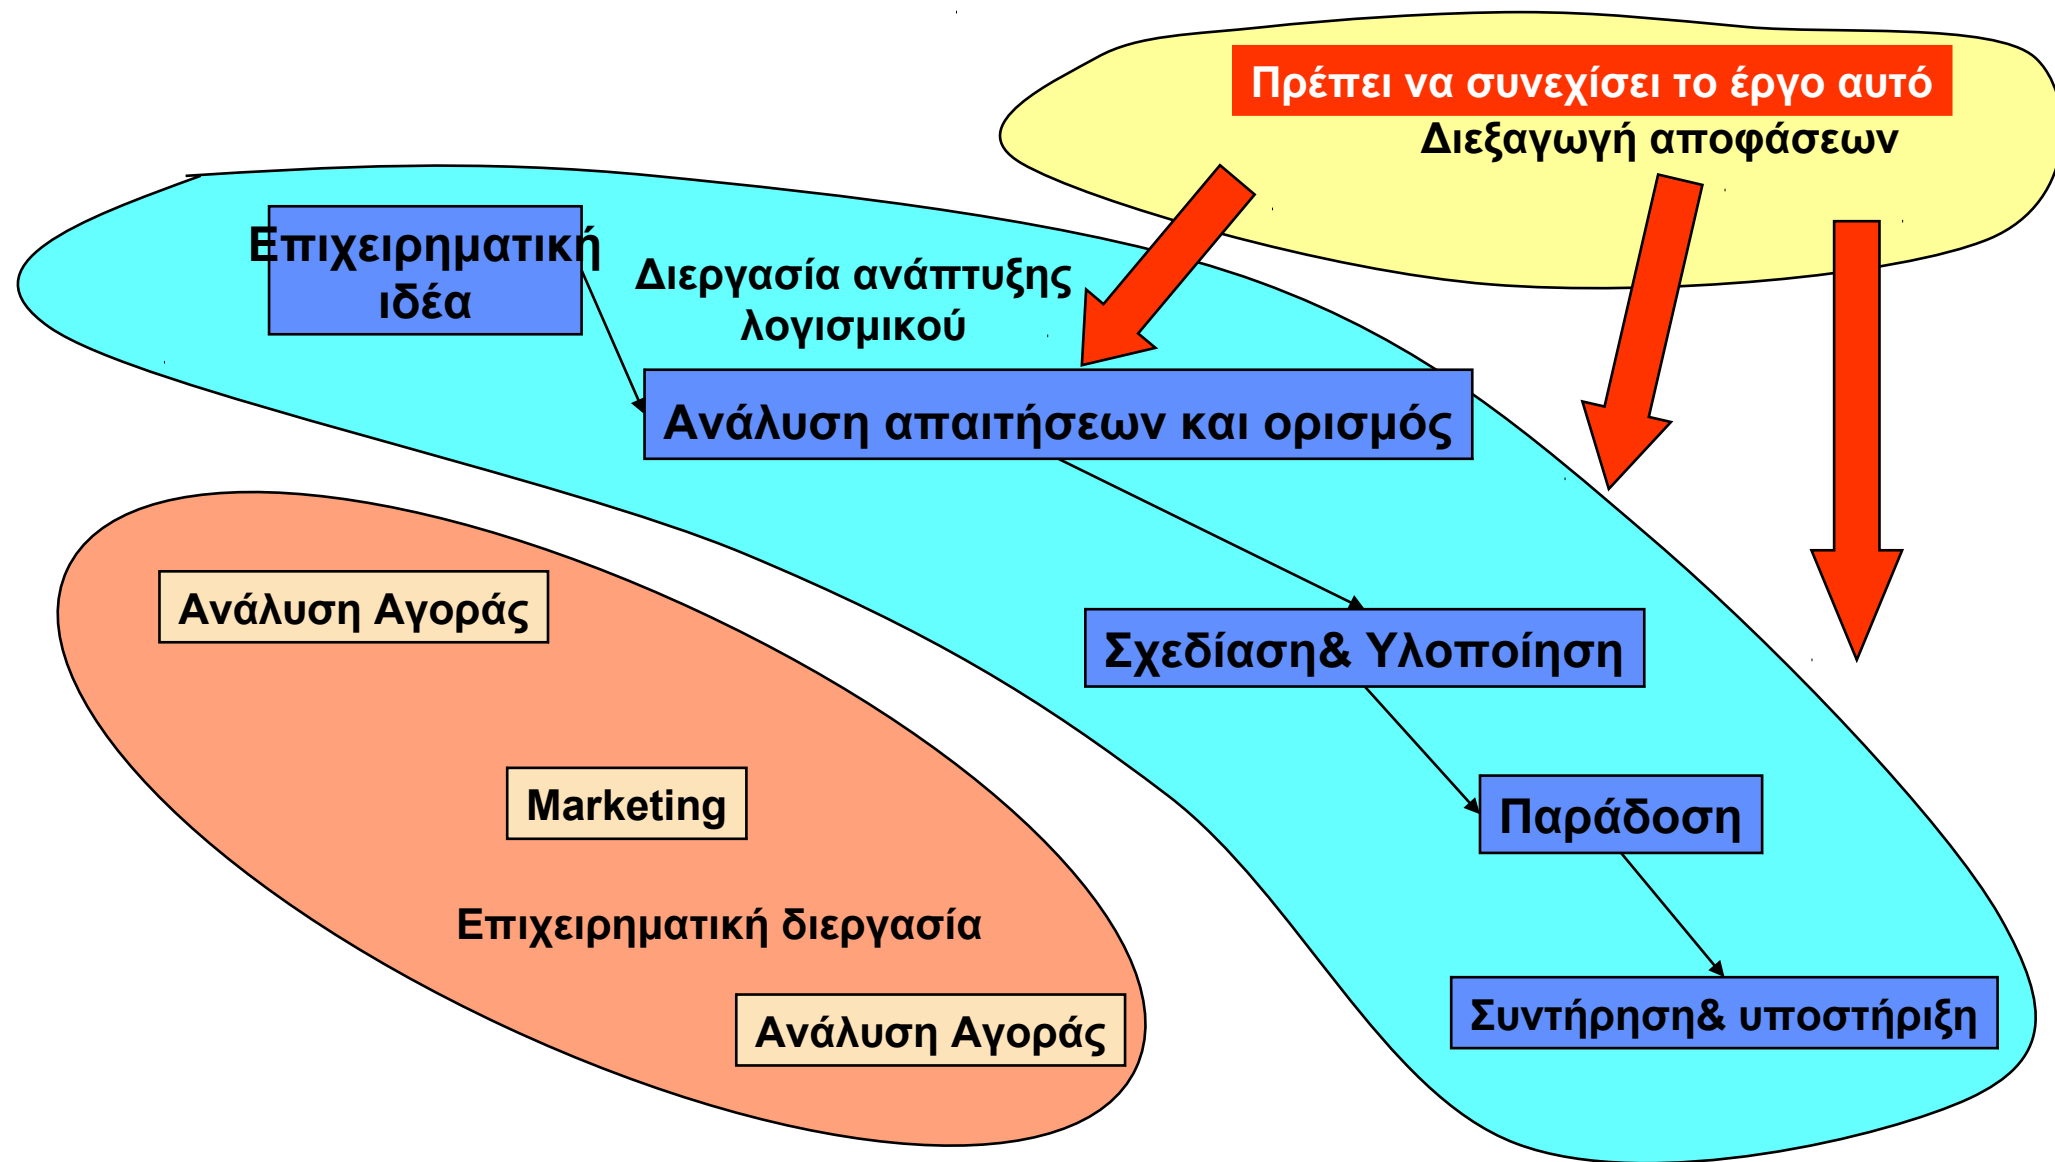 Πρέπει να συνεχίσει το έργο αυτό
Διεξαγωγή αποφάσεων
Επιχειρηματική
ιδέα
Διεργασία ανάπτυξης
λογισμικού
Ανάλυση απαιτήσεων και ορισμός
Ανάλυση Αγοράς
Σχεδίαση& Υλοποίηση
Marketing
Παράδοση
Επιχειρηματική διεργασία
Ανάλυση Αγοράς
Συντήρηση& υποστήριξη